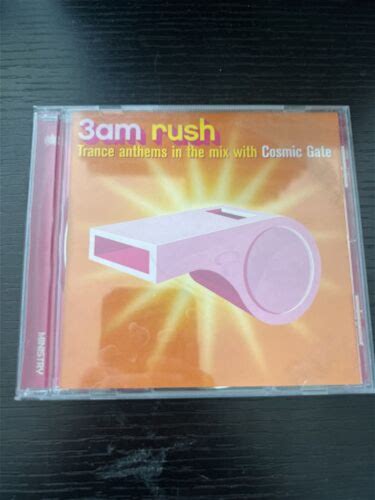 3am rush
Trance anthems in the mix with Cosmic Gate
MINISTRY